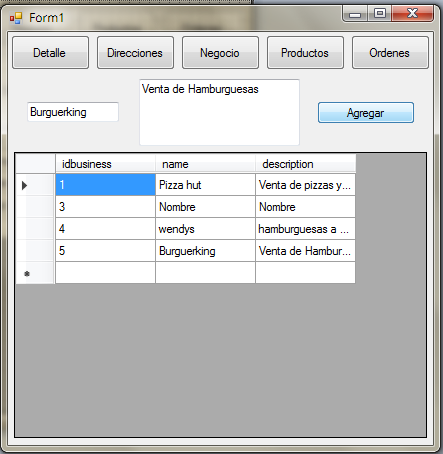 Form1
Detalle Direcciones Negocio Productos Ordenes
Venta de Hamburguesas
Burguerking Agregar
idbusiness name description
1 Pizza hut Venta de pizzas y...
3 Nombre Nombre
4 wendys hamburguesas a ...
5 Burguerking Venta de Hambur...